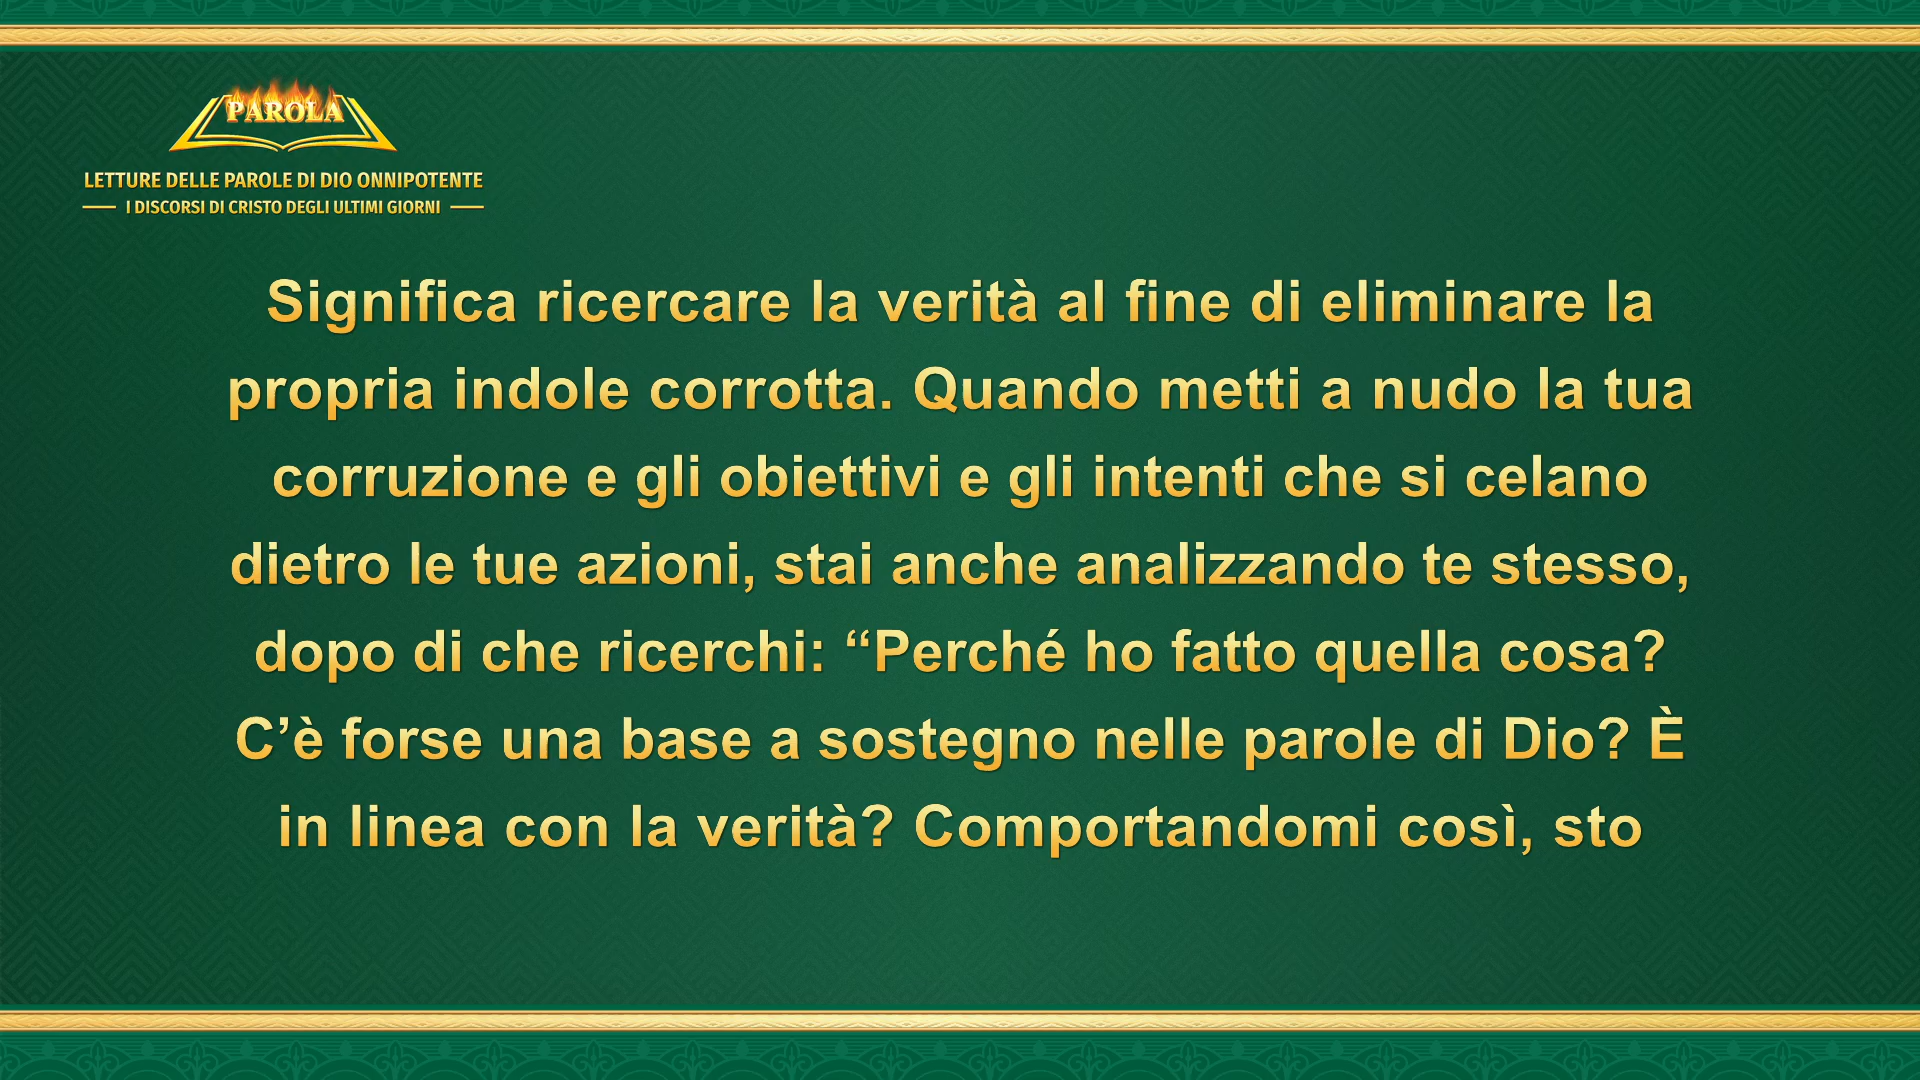 PAROLA
LETTURE DELLE PAROLE DI DIO ONNIPOTENTE
I DISCORSI DI CRISTO DEGLI ULTIMI GIORNI
Significa ricercare la verità al fine di eliminare la
propria indole corrotta. Quando metti a nudo la tua
corruzione e gli obiettivi e gli intenti che si celano
dietro le tue azioni, stai anche analizzando te stesso,
dopo di che ricerchi: “Perché ho fatto quella cosa?
C’è forse una base a sostegno nelle parole di Dio? È
in linea con la verità? Comportandomi così, sto